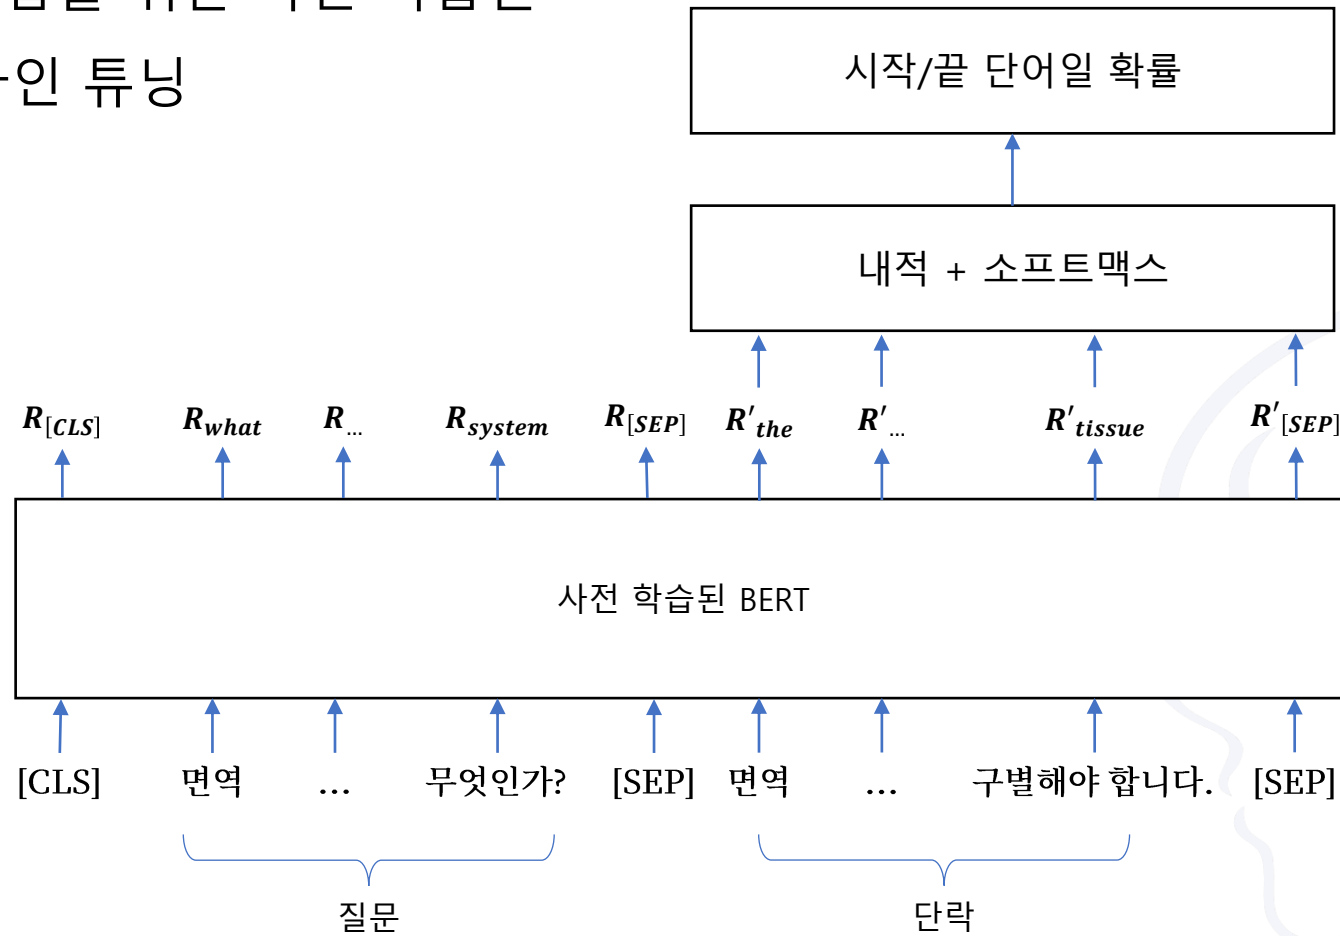 인 튜닝
시작/끝 단어일 확률
내적 + 소프트맥스
R[CLS] Rwhat R... Rsystem R[SEP] R'the R'... R'tissue R'[SEP]
사전 학습된 BERT
[CLS] 면역 ... 무엇인가? [SEP] 면역 ... 구별해야 합니다. [SEP]
질문 단락